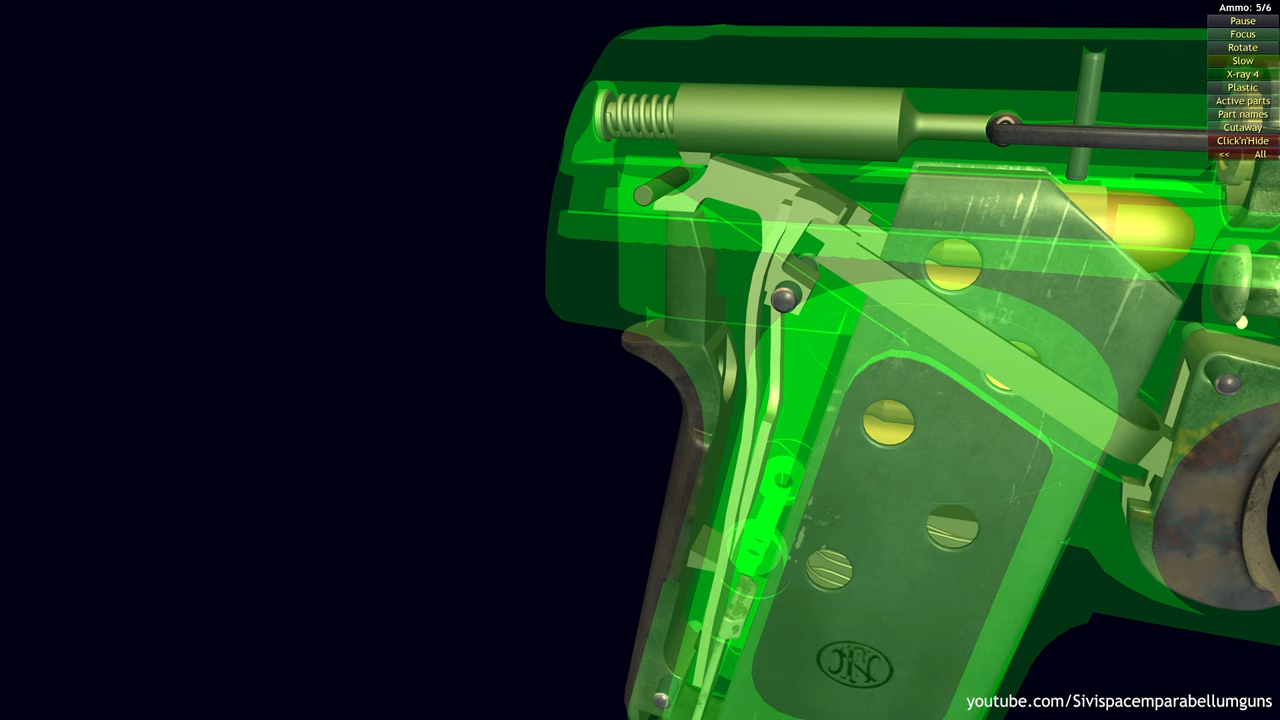 Ammo: 5/6
Pause
Focus
Rotate
Slow
X-ray 4
Plastic
Active parts
Part names
Cutaway
Click'n'Hide
<< All
FN
youtube.com/Sivispacemparabellumguns